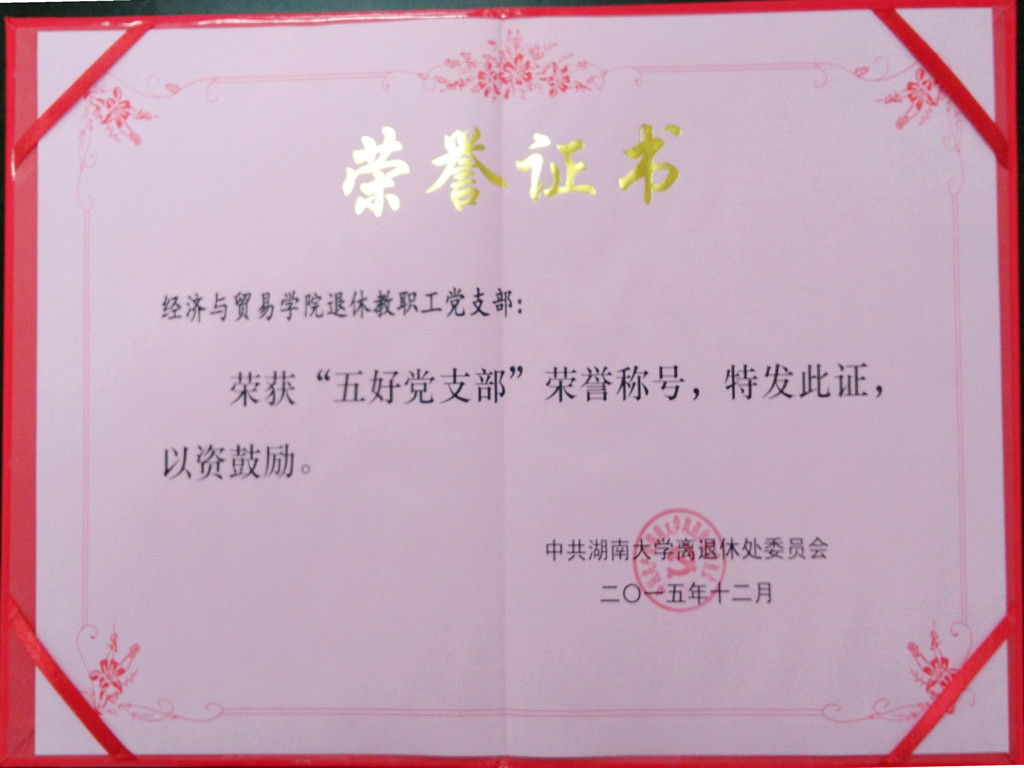 荣誉证书
经济与贸易学院退休教职工党支部：
荣获“五好党支部”荣誉称号，特发此证，
以资鼓励。
中共湖南大学离退休处委员会
二〇一五年十二月